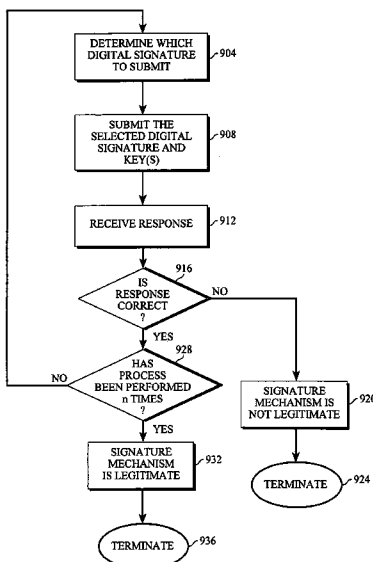 DETERMINE WHICH
DIGITAL SIGNATURE
TO SUBMIT
904
SUBMIT THE
SELECTED DIGITAL
SIGNATURE AND
KEY(S)
908
RECEIVE RESPONSE
912
916
IS
RESPONSE
CORRECT
?
NO
YES
928
HAS
PROCESS
BEEN PERFORMED
n TIMES
?
NO
YES
SIGNATURE
MECHANISM IS
NOT LEGITIMATE
920
SIGNATURE
MECHANISM
IS LEGITIMATE
932
TERMINATE
924
TERMINATE
936